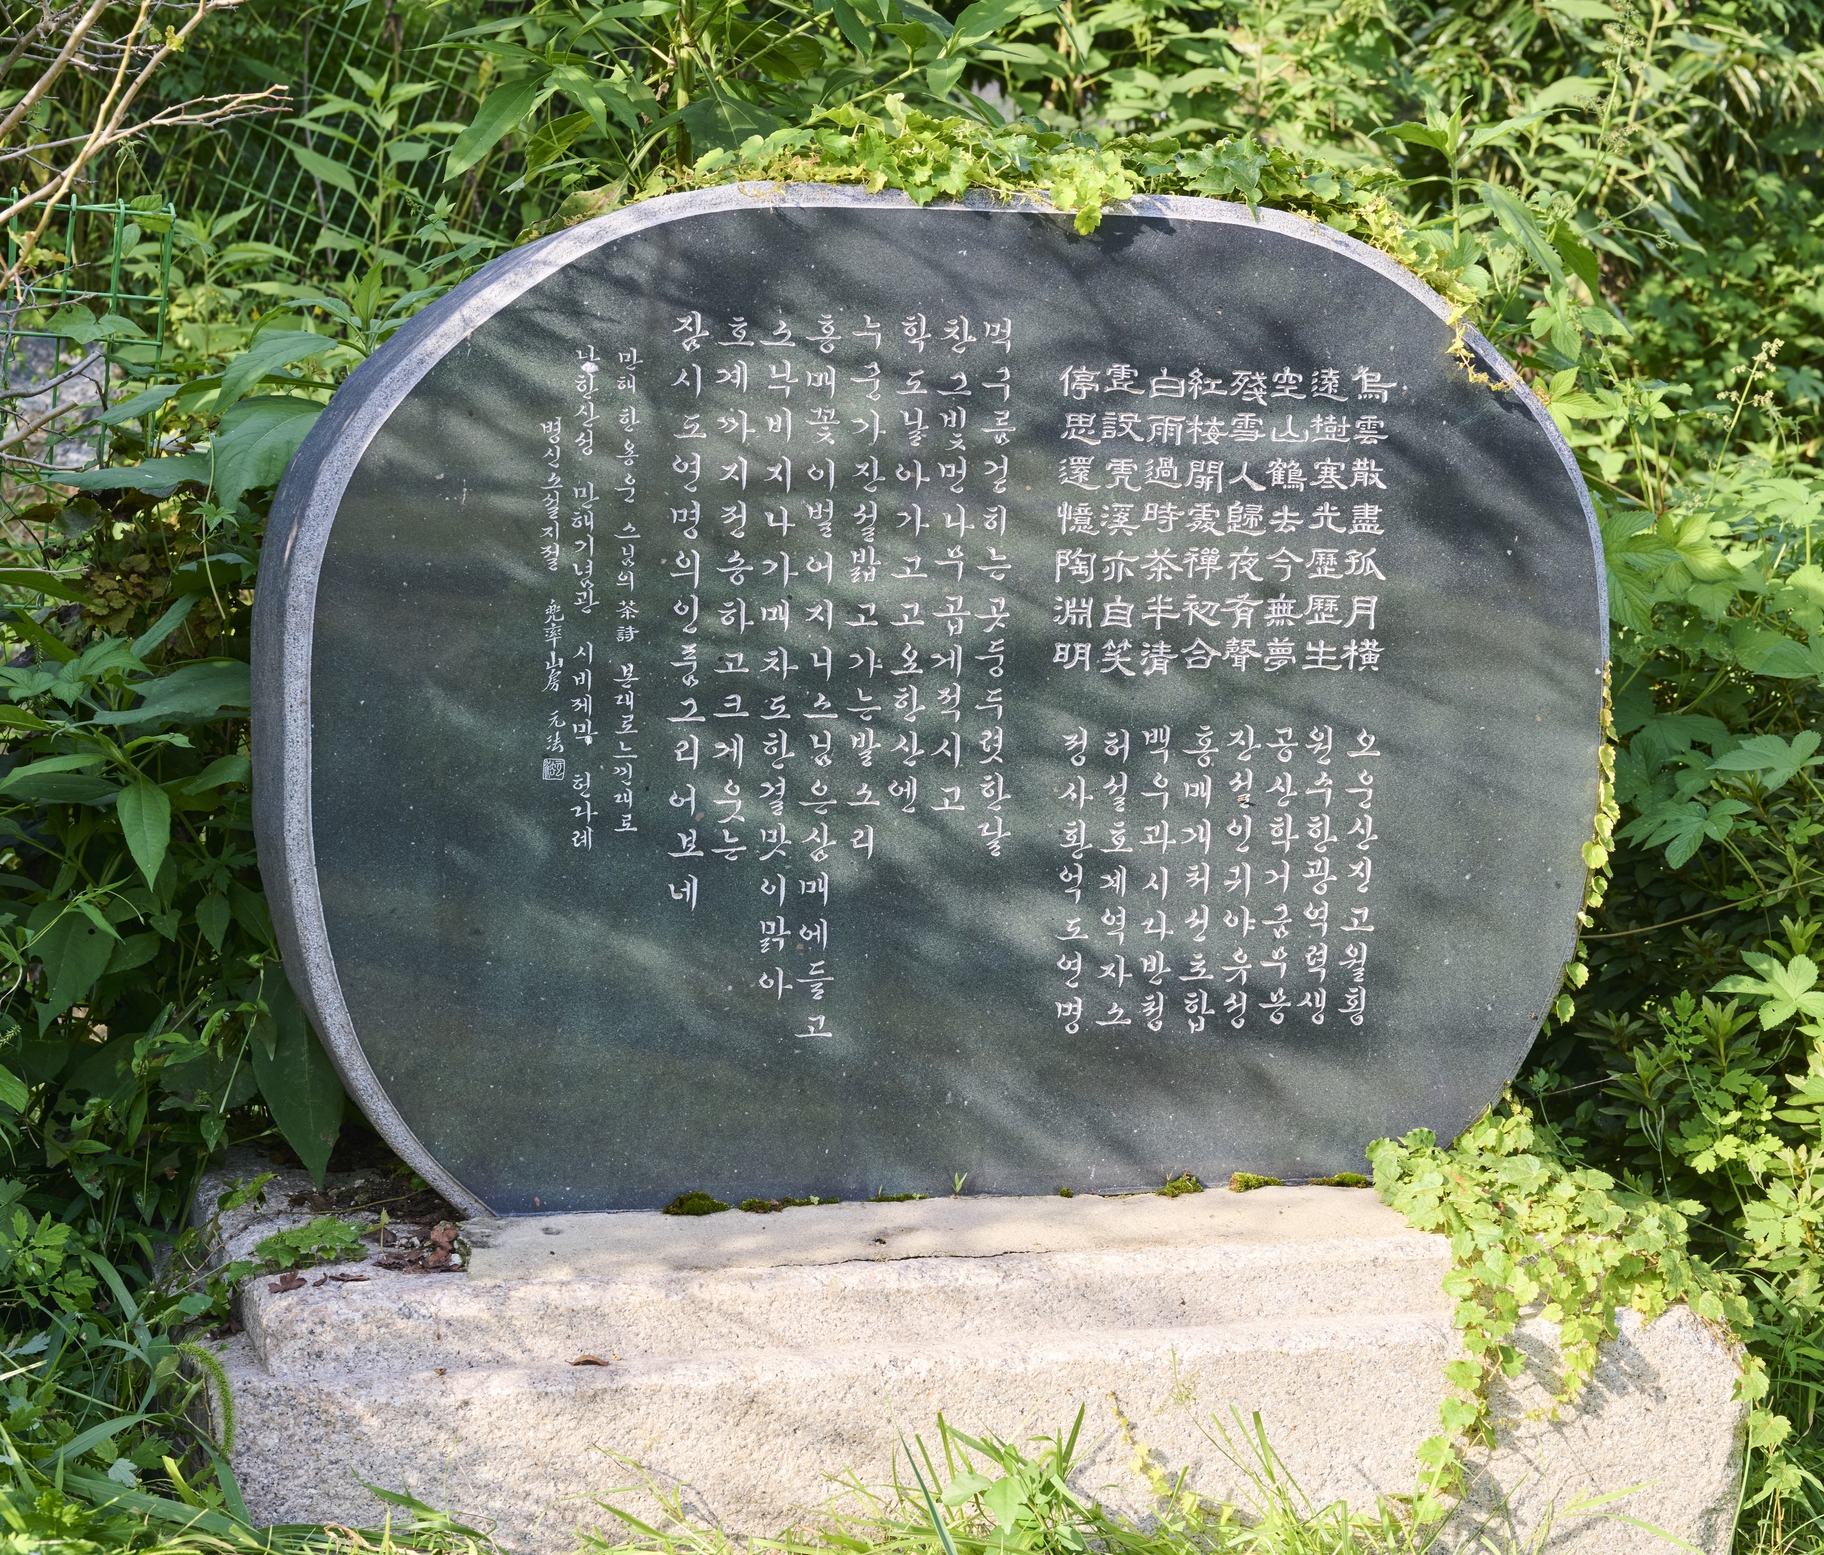 烏雲散盡孤月橫 오운산진고월횡
遠樹寒光歷歷生 원수한광역력생
空山鶴去今無夢 공산학거금무몽
殘雪人歸夜有聲 잔설인귀야유성
紅梅開處禪初合 홍매개처선초합
白雨過時茶半清 백우과시다반청
虛設虎溪亦自笑 허설호계역자소
停思還憶陶淵明 정사환억도연명
먹구름걷히는곳둥두렷한달
찬그빛먼나무곱게적시고
학도날아가고고요한산엔
누군가잔설밟고가는발소리
홍매꽃이벌어지니스님은삼매에들고
소낙비지나가매차도한결맛이맑아
호계까지전송하고크게웃는
잠시도연명의인품그리어보네
만해 한용운 스님의 茶詩 본대로느낀대로
남한산성 만해기념관 시비제막 헌다례
병신소설지절 兜率山房 元法